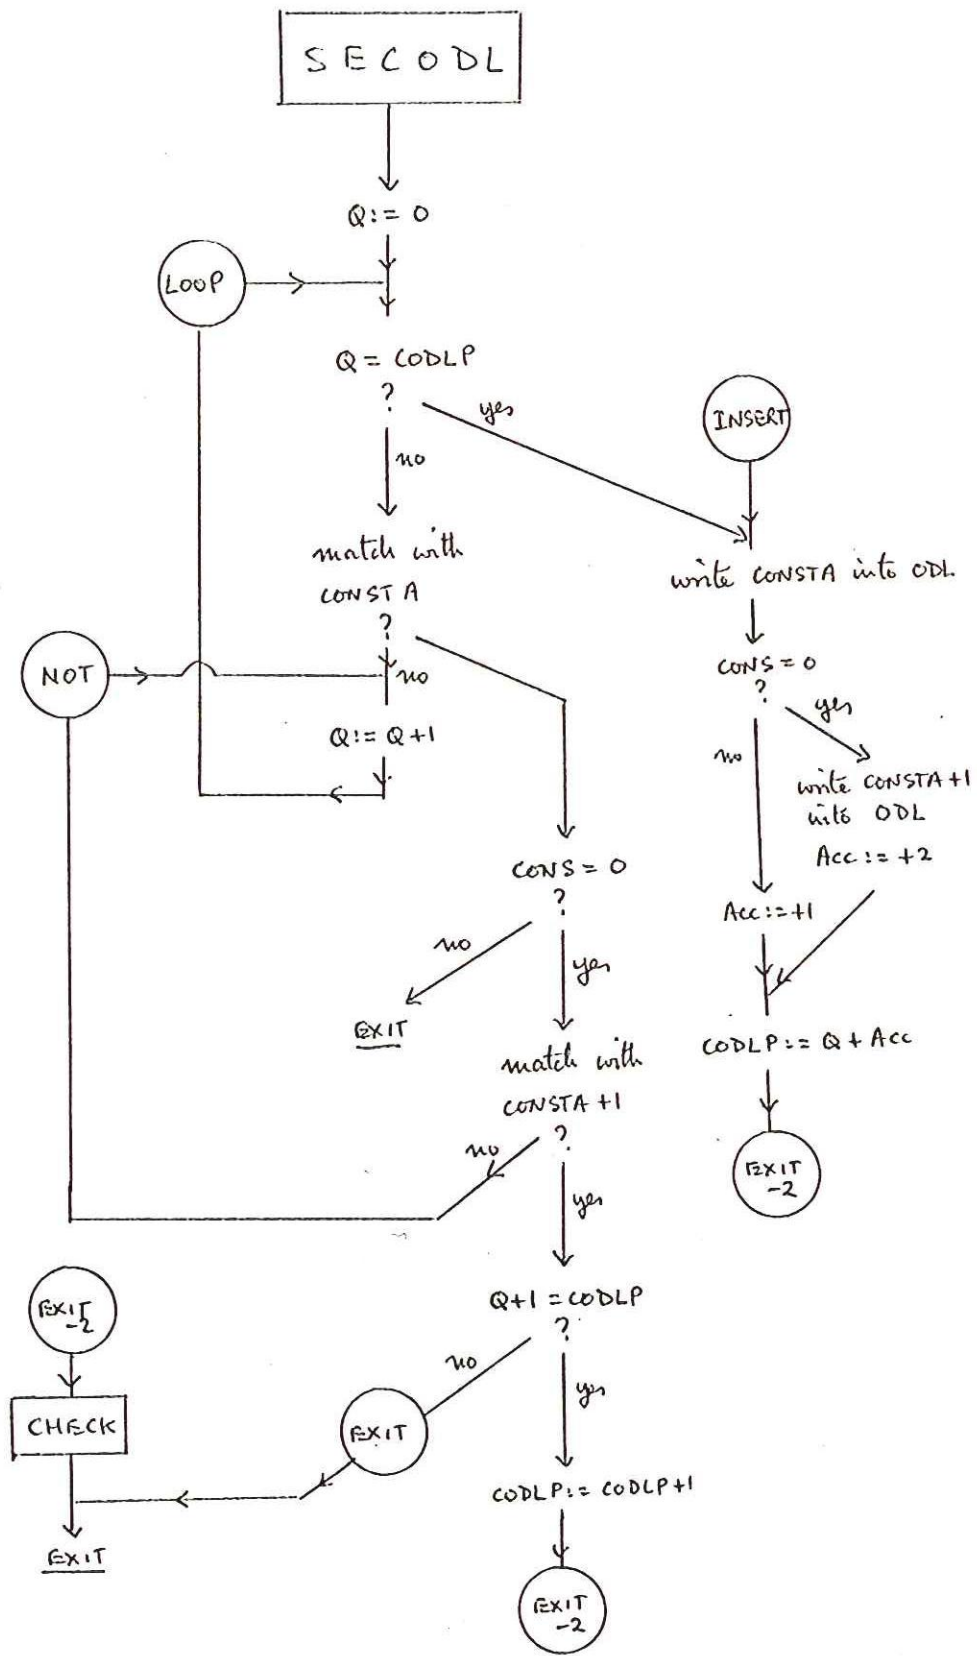 SECODL
Q:= 0
LOOP
Q = CODLP
?
yes
no
INSERT
match with
CONSTA
?
no
NOT
Q:= Q+1
write CONSTA into ODL
CONS = 0
?
yes
no
write CONSTA+1
into ODL
Acc:= +2
Acc:=+1
CODLP:= Q + Acc
EXIT
-2
CONS = 0
?
no
yes
EXIT
match with
CONSTA +1
?
no
yes
Q+1 = CODLP
?
no
yes
EXIT
-2
CHECK
EXIT
EXIT
CODLP:= CODLP+1
EXIT
-2